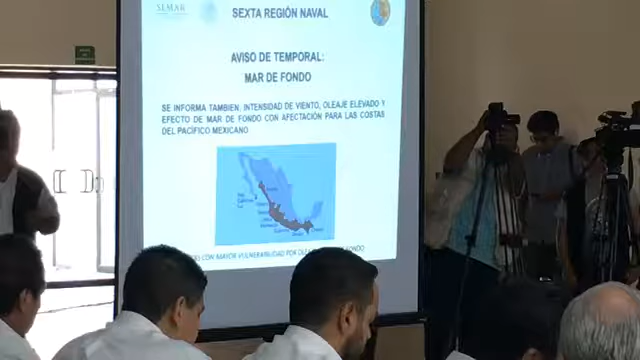 SEMAR
SEXTA REGIÓN NAVAL
AVISO DE TEMPORAL:
MAR DE FONDO
SE INFORMA TAMBIEN, INTENSIDAD DE VIENTO, OLEAJE ELEVADO Y
EFECTO DE MAR DE FONDO CON AFECTACIÓN PARA LAS COSTAS
DEL PACÍFICO MEXICANO
CON MAYOR VULNERABILIDAD POR
FONDO